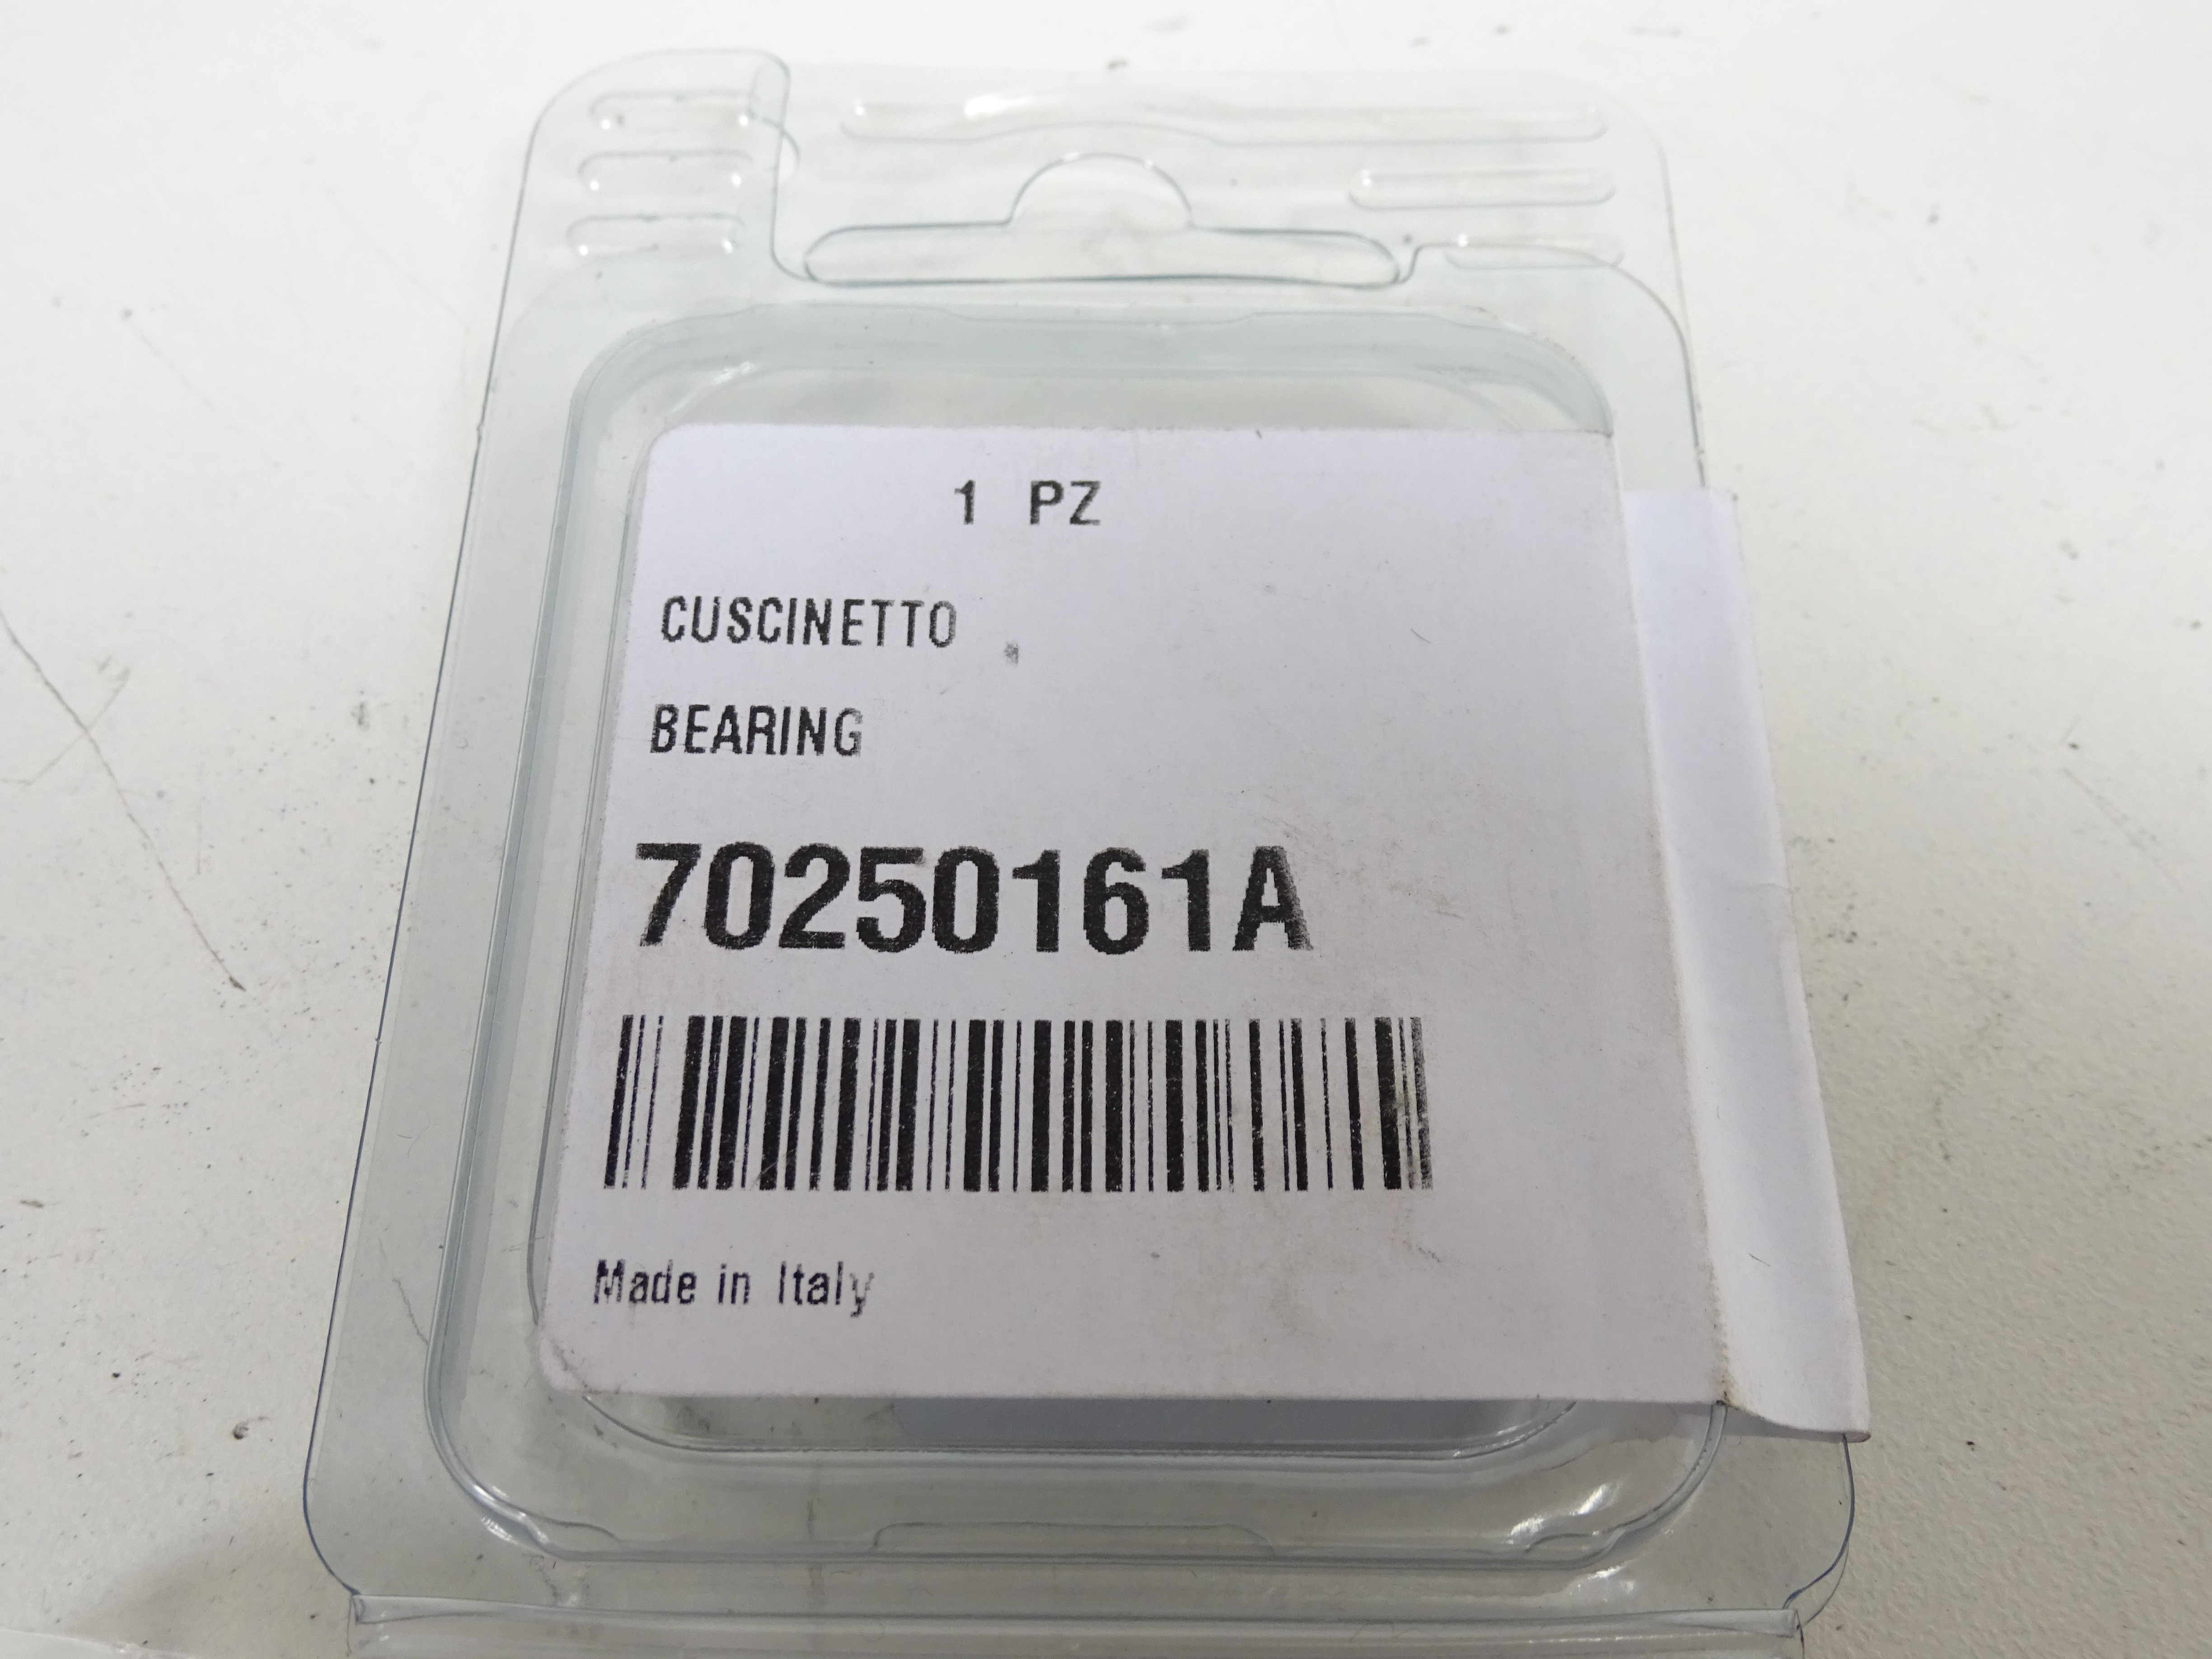 1 PZ
CUSCINETTO
BEARING
70250161A
Made in Italy